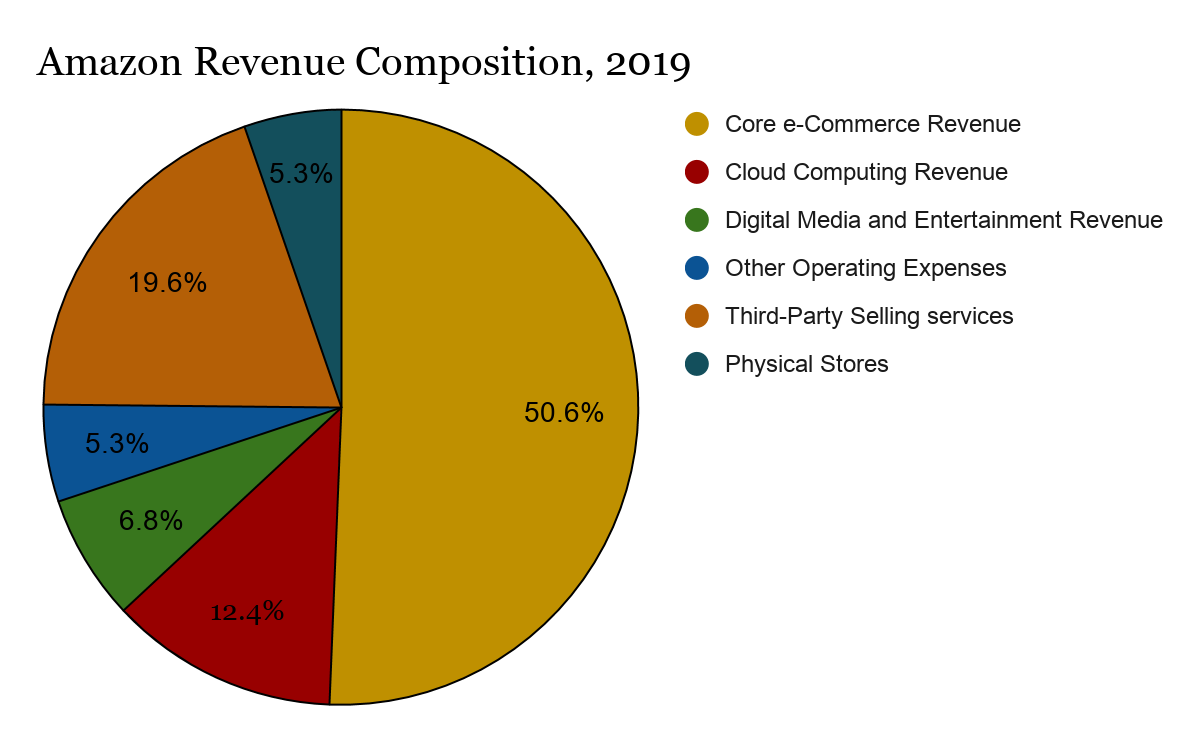 Amazon Revenue Composition, 2019
Core e-Commerce Revenue
Cloud Computing Revenue
Digital Media and Entertainment Revenue
Other Operating Expenses
Third-Party Selling services
Physical Stores
5.3%
19.6%
50.6%
5.3%
6.8%
12.4%